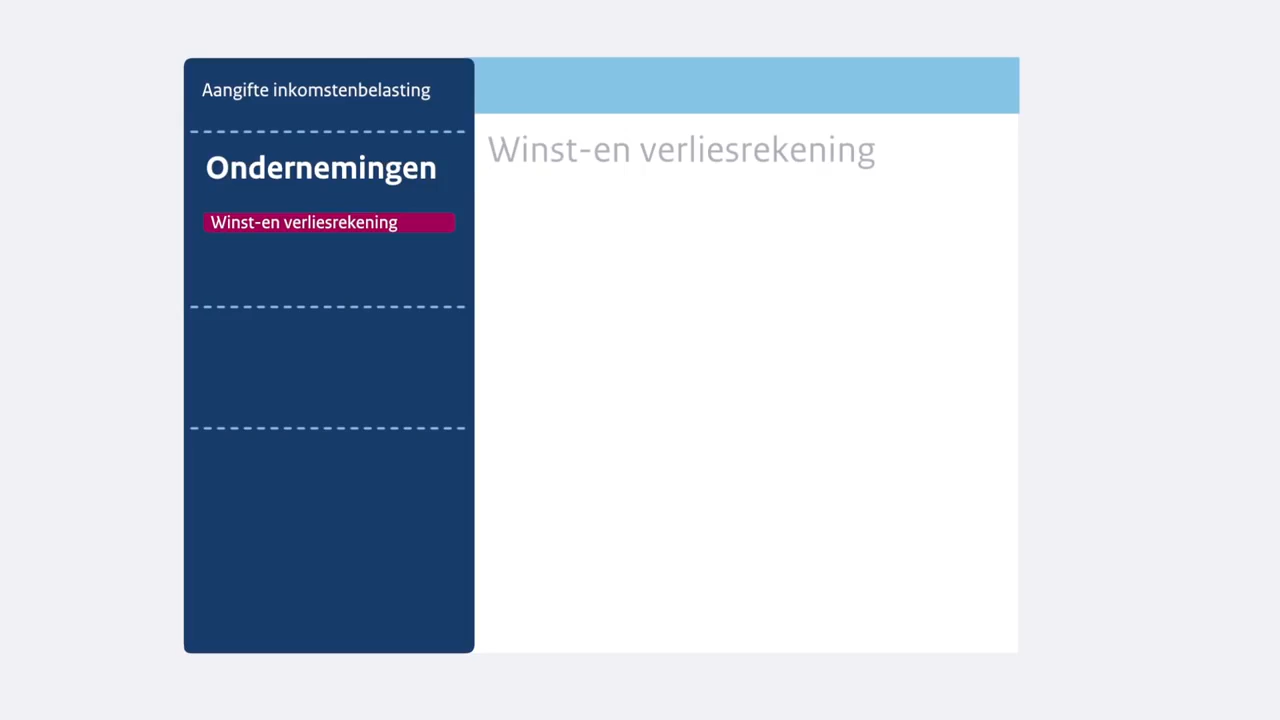 Aangifte inkomstenbelasting
Ondernemingen
Winst-en verliesrekening
Winst-en verliesrekening